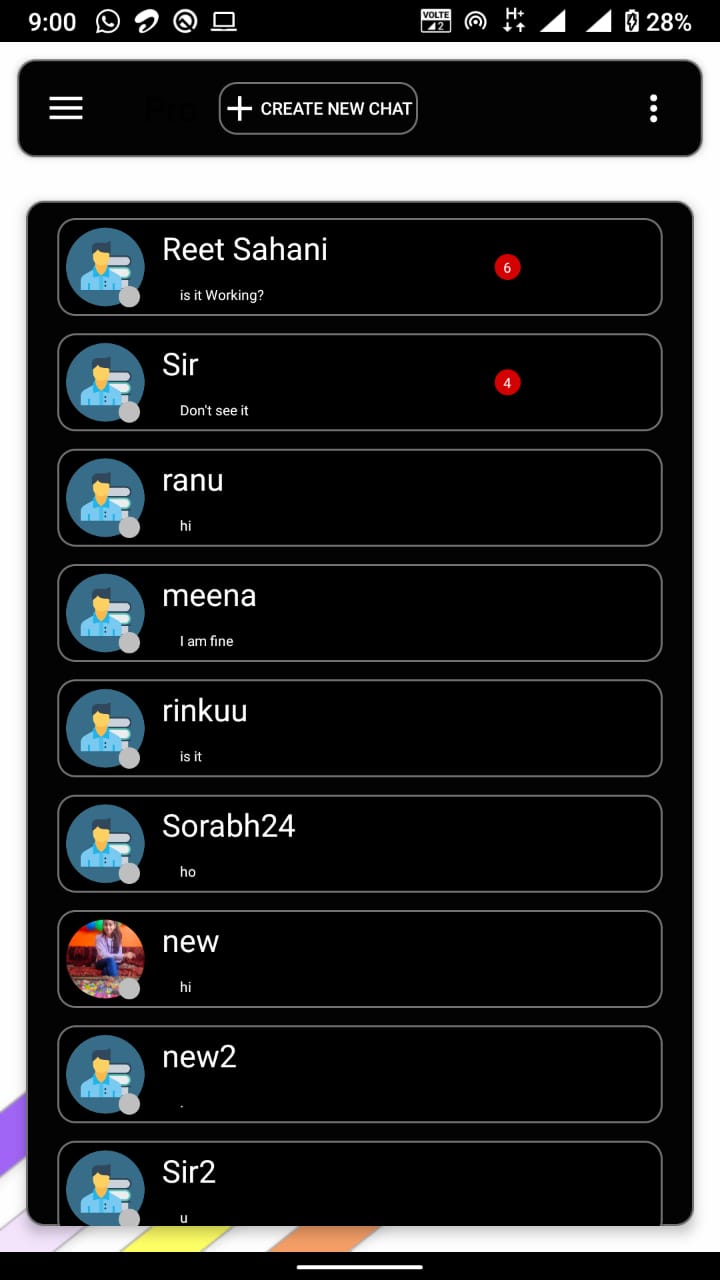 9:00
VOLTE 2
H+
28%
Pro
CREATE NEW CHAT
Reet Sahani
6
is it Working?
Sir
4
Don't see it
ranu
hi
meena
I am fine
rinkuu
is it
Sorabh24
ho
new
hi
new2
.
Sir2
u